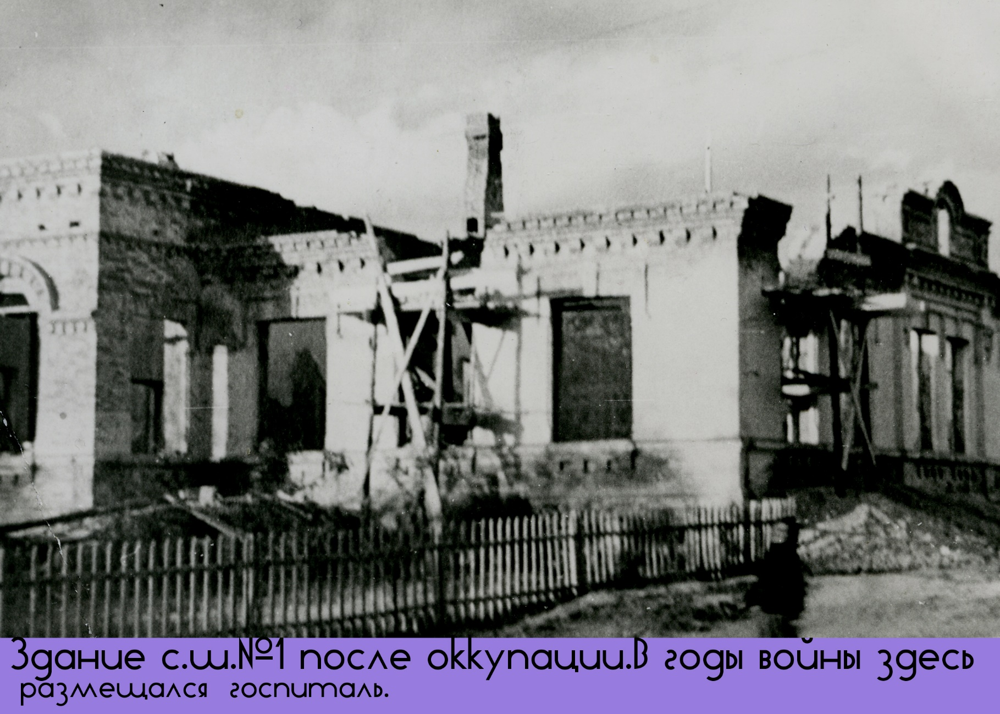 Здание с.ш.№1 после оккупации.В годы войны здесь
размещался госпиталь.